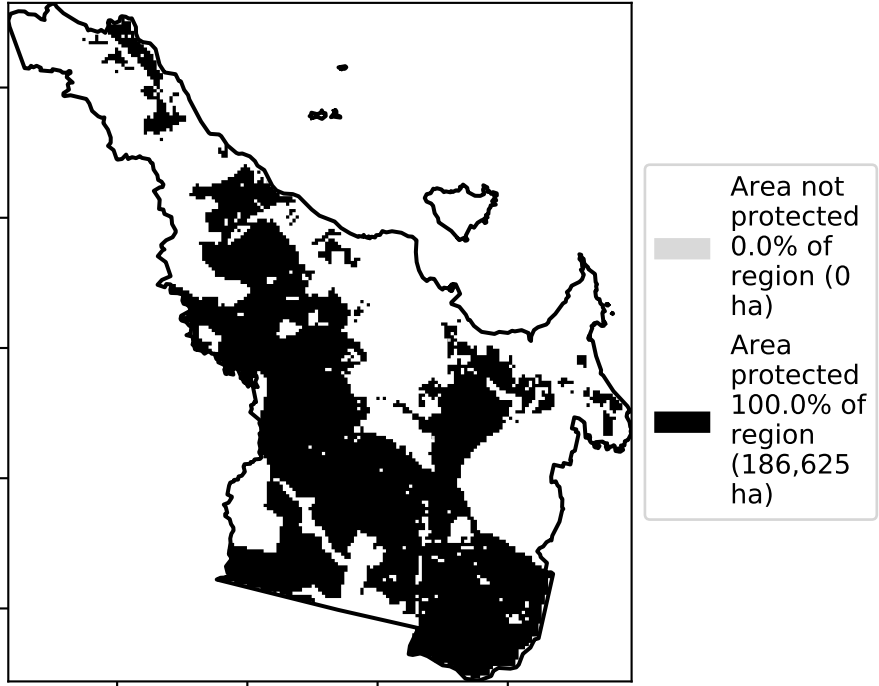 Area not
protected
0.0% of
region (0
ha)
Area
protected
100.0% of
region
(186,625
ha)